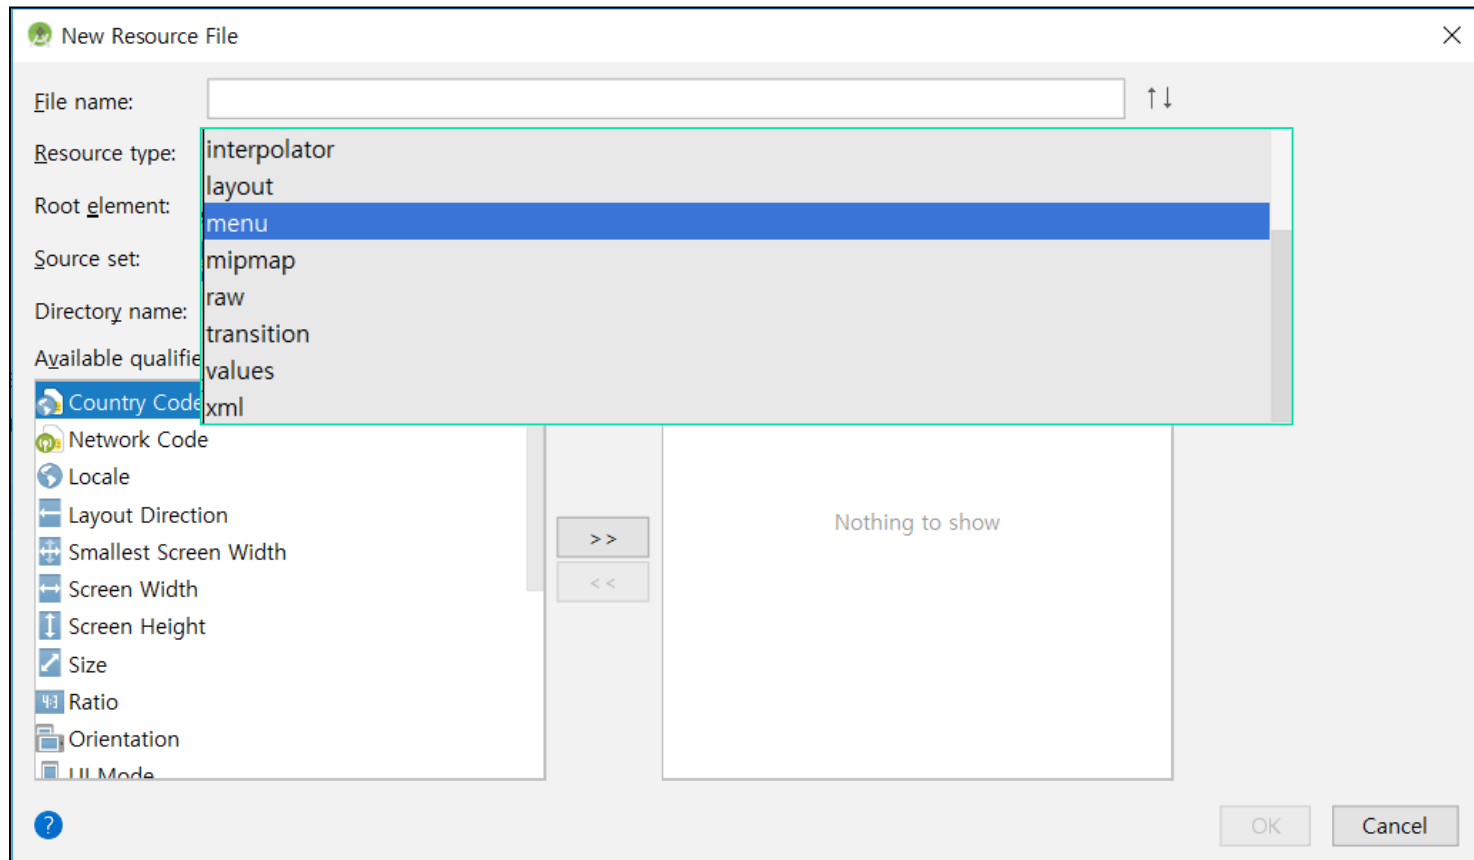 New Resource File
File name:
Resource type:
interpolator
layout
Root element:
menu
Source set:
mipmap
raw
Directory name:
transition
Available qualifie
values
xml
Country Code
Network Code
Locale
Layout Direction
Smallest Screen Width
Screen Width
Screen Height
Size
Ratio
Orientation
UI Mode
>>
<<
Nothing to show
OK
Cancel